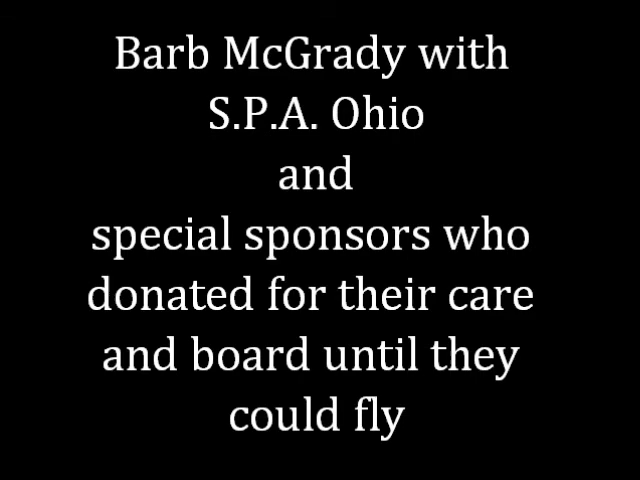 Barb McGrady with
S.P.A. Ohio
and
special sponsors who
donated for their care
and board until they
could fly